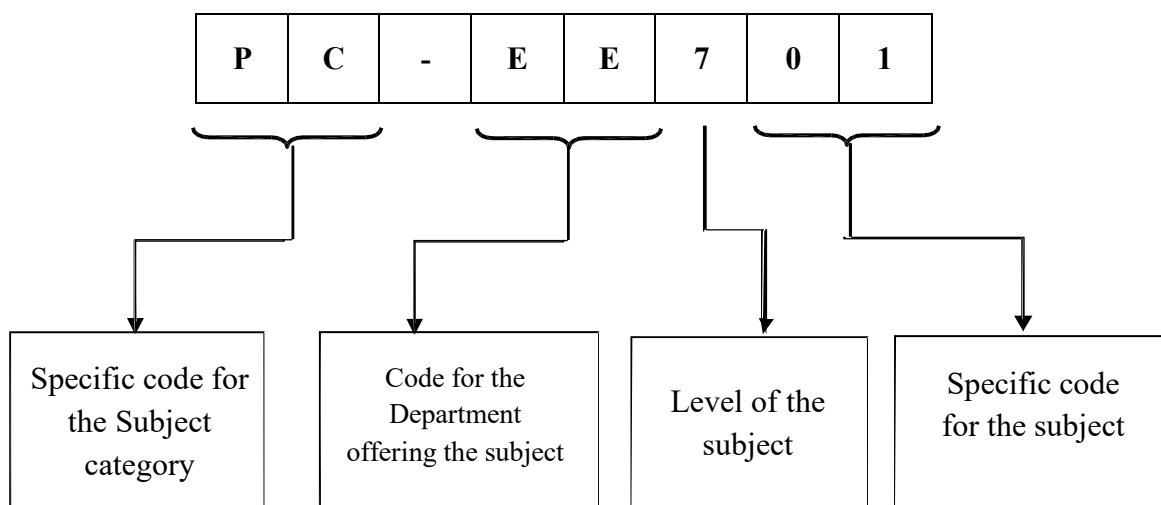 P C - E E 7 0 1
Specific code for
the Subject
category
Code for the
Department
offering the subject
Level of the
subject
Specific code
for the subject